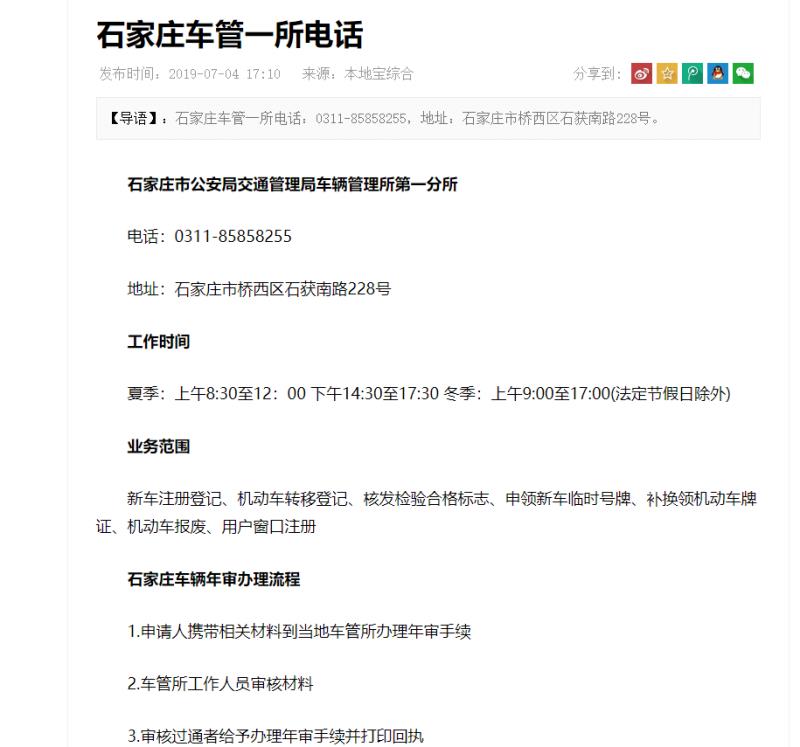 石家庄车管一所电话
发布时间：2019-07-04 17:10 来源：本地宝综合 分享到：
【导语】：石家庄车管一所电话：0311-85858255，地址：石家庄市桥西区石获南路228号。
石家庄市公安局交通管理局车辆管理所第一分所
电话：0311-85858255
地址：石家庄市桥西区石获南路228号
工作时间
夏季：上午8:30至12：00 下午14:30至17:30 冬季：上午9:00至17:00(法定节假日除外)
业务范围
新车注册登记、机动车转移登记、核发检验合格标志、申领新车临时号牌、补换领机动车牌
证、机动车报废、用户窗口注册
石家庄车辆年审办理流程
1.申请人携带相关材料到当地车管所办理年审手续
2.车管所工作人员审核材料
3.审核过通者给予办理年审手续并打印回执